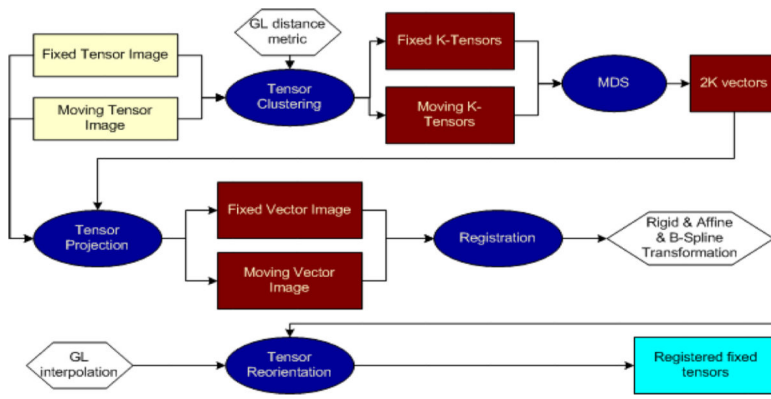 GL distance
metric
Fixed Tensor Image
Moving Tensor
Image
Tensor
Clustering
Fixed K-Tensors
Moving K-
Tensors
MDS
2K vectors
Tensor
Projection
Fixed Vector Image
Moving Vector
Image
Registration
Rigid & Affine
& B-Spline
Transformation
GL
interpolation
Tensor
Reorientation
Registered fixed
tensors